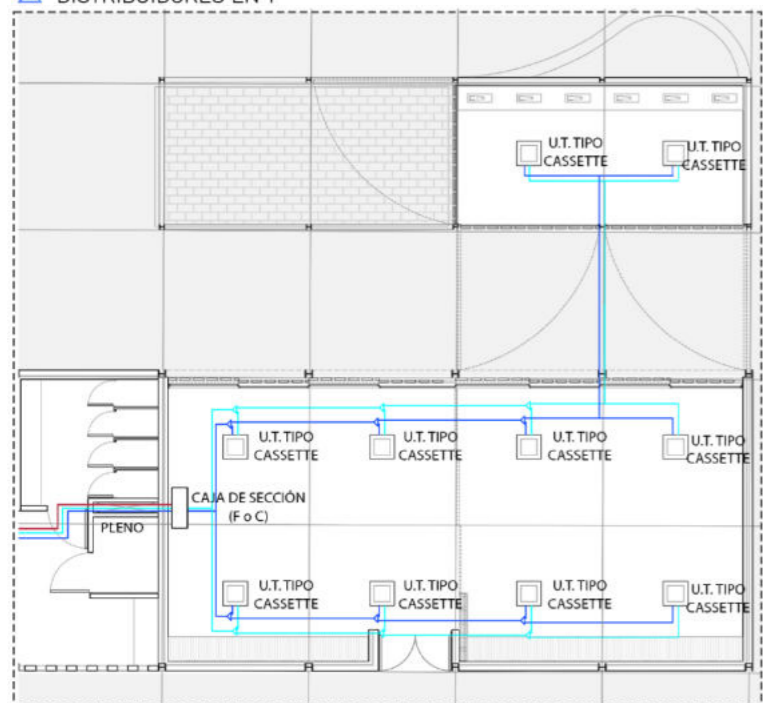 DISTRIBUIDORES EN Y
U.T. TIPO
CASSETTE
U.T. TIPO
CASSETTE
U.T. TIPO
CASSETTE
U.T. TIPO
CASSETTE
U.T. TIPO
CASSETTE
U.T. TIPO
CASSETTE
CAJA DE SECCIÓN
(F o C)
PLENO
U.T. TIPO
CASSETTE
U.T. TIPO
CASSETTE
U.T. TIPO
CASSETTE
U.T. TIPO
CASSETTE